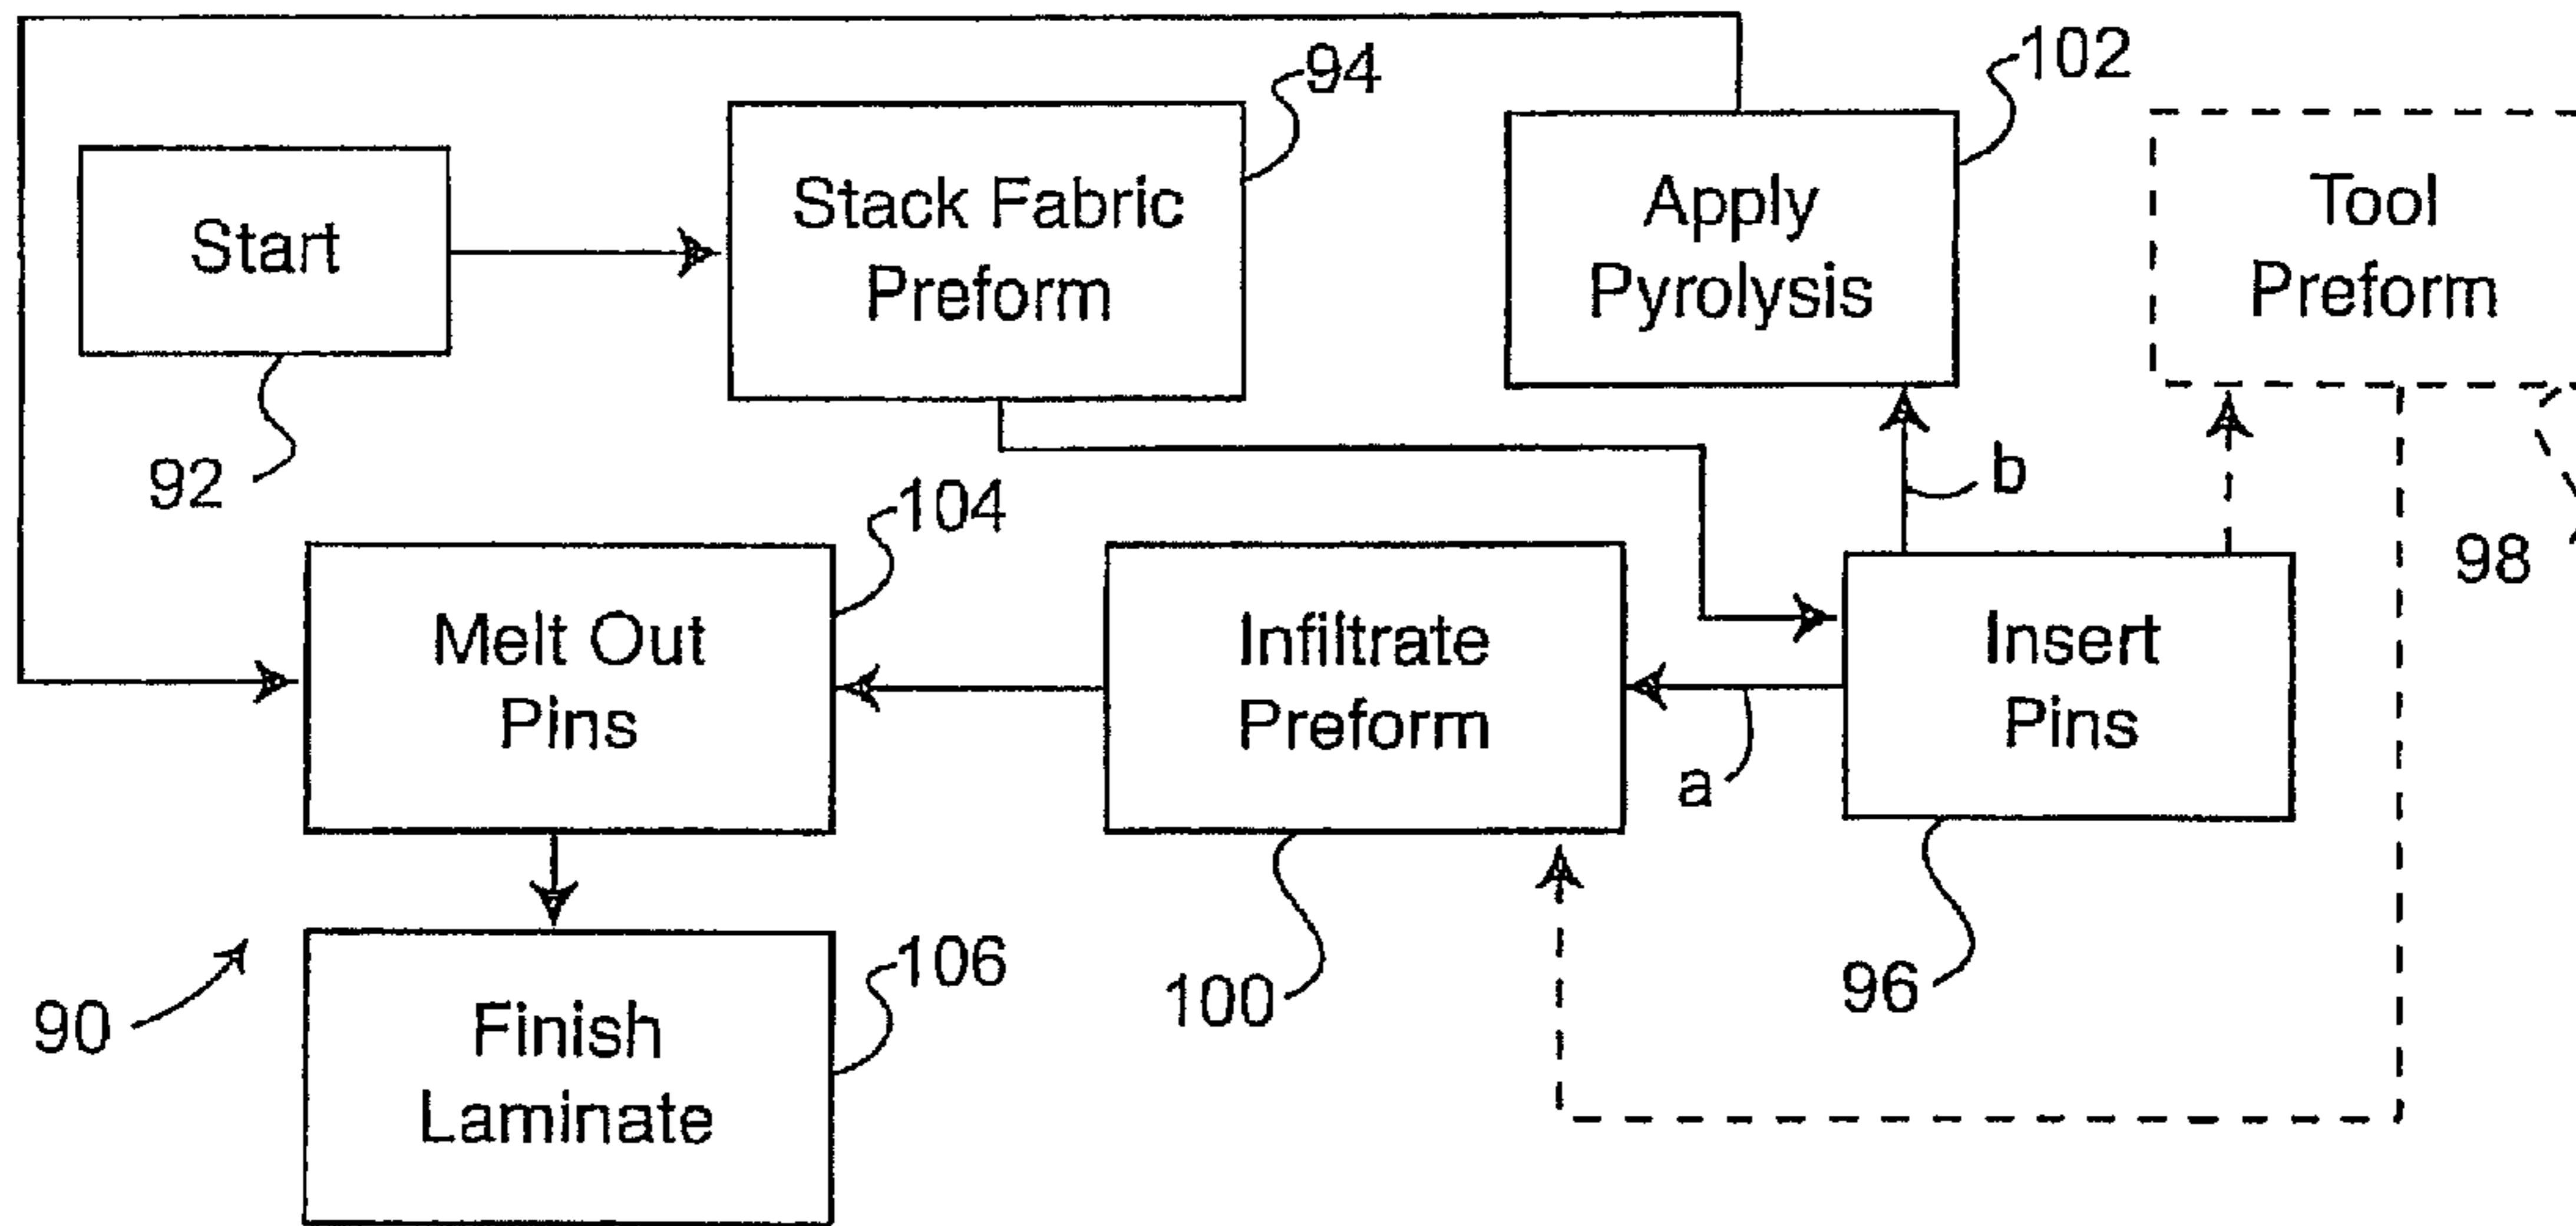 94
102
Start
Stack Fabric
Preform
Apply
Pyrolysis
Tool
Preform
92
104
b
98
Melt Out
Pins
Infiltrate
Preform
Insert
Pins
a
90
106
100
96
Finish
Laminate